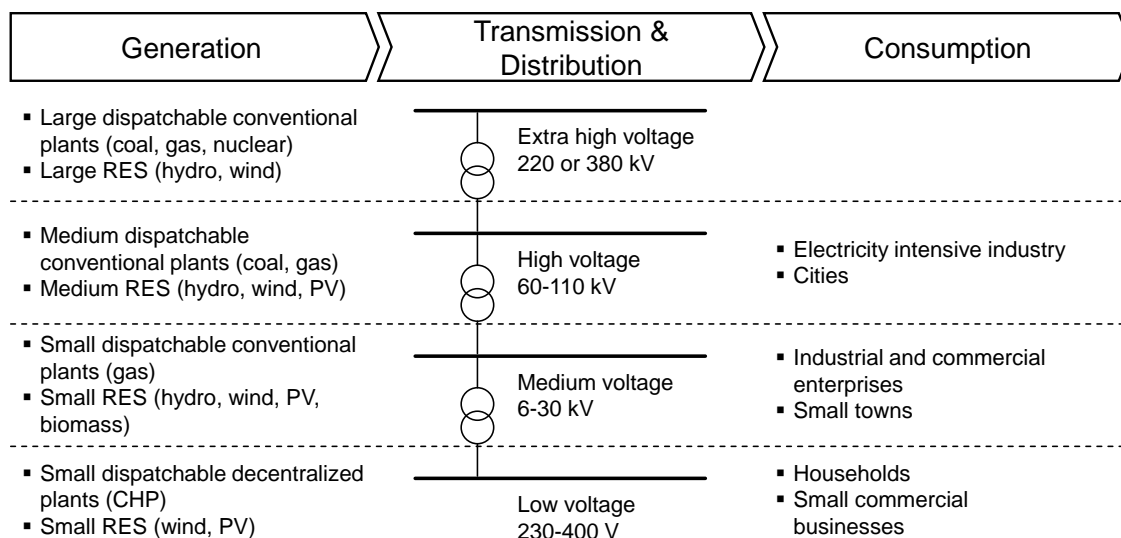 Generation
Transmission &
Distribution
Consumption
▪ Large dispatchable conventional
plants (coal, gas, nuclear)
▪ Large RES (hydro, wind)
Extra high voltage
220 or 380 kV
▪ Medium dispatchable
conventional plants (coal, gas)
▪ Medium RES (hydro, wind, PV)
High voltage
60-110 kV
▪ Electricity intensive industry
▪ Cities
▪ Small dispatchable conventional
plants (gas)
▪ Small RES (hydro, wind, PV,
biomass)
Medium voltage
6-30 kV
▪ Industrial and commercial
enterprises
▪ Small towns
▪ Small dispatchable decentralized
plants (CHP)
▪ Small RES (wind, PV)
Low voltage
230-400 V
▪ Households
▪ Small commercial
businesses